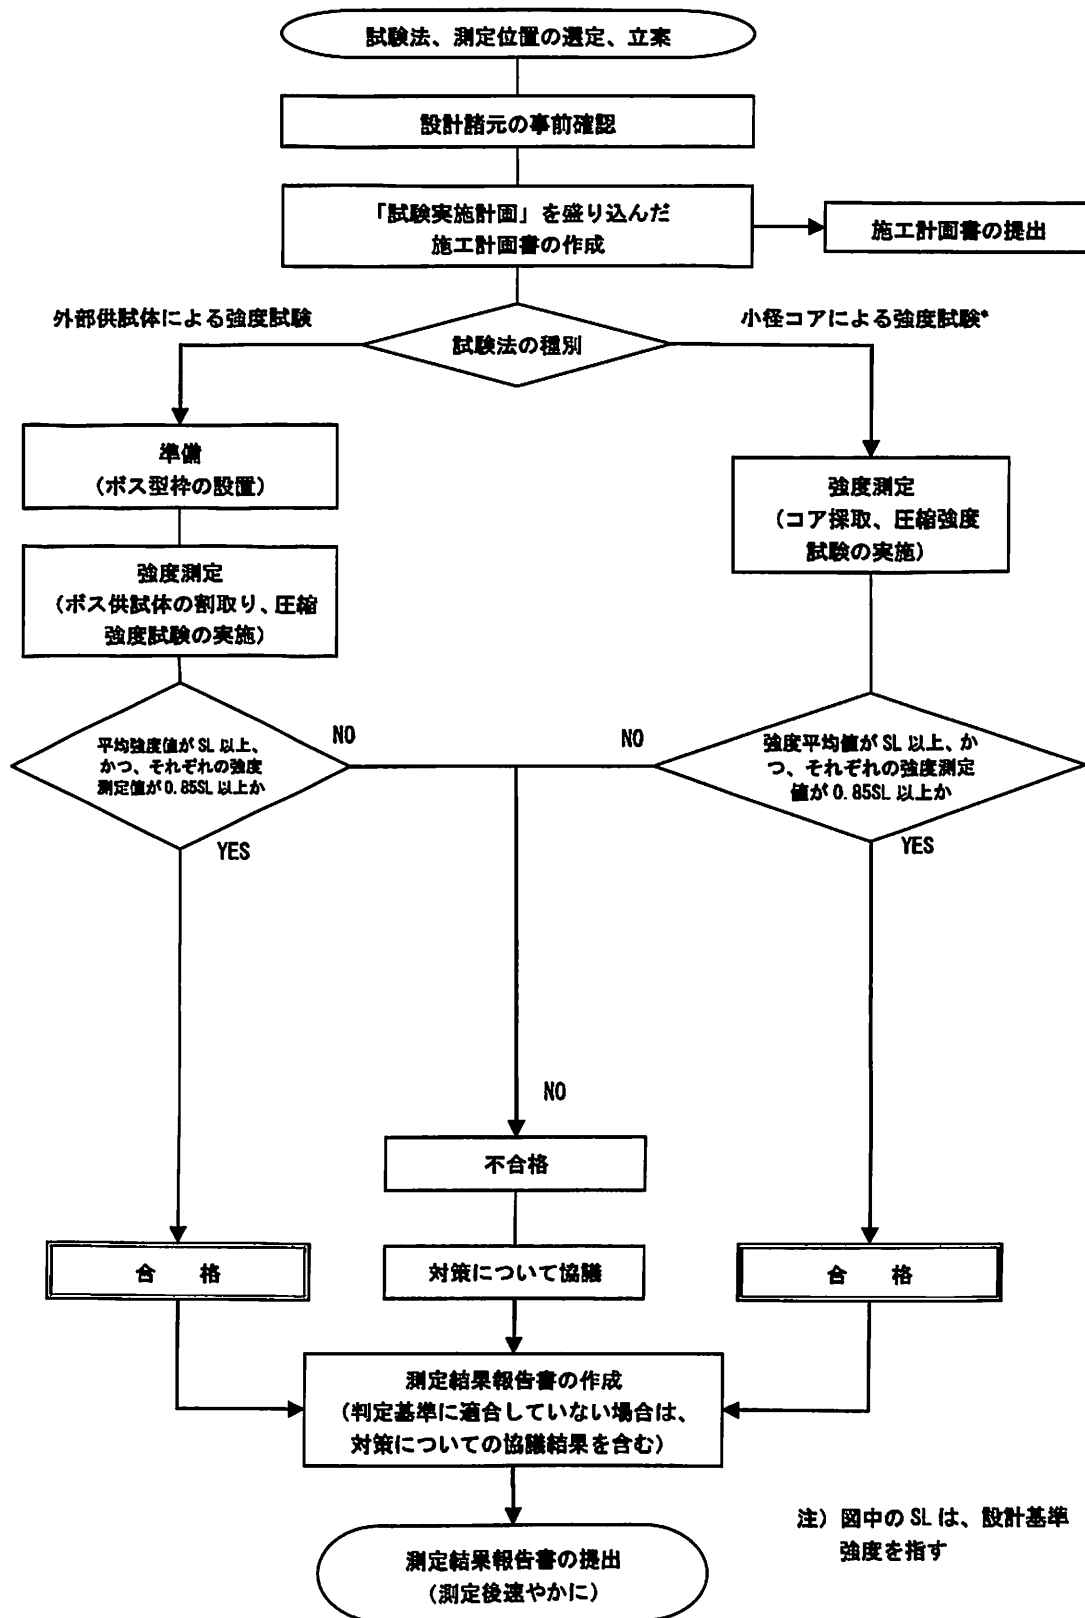 試験法、測定位置の選定、立案
設計諸元の事前確認
「試験実施計画」を盛り込んだ
施工計画書の作成
施工計画書の提出
外部供試体による強度試験
試験法の種別
小径コアによる強度試験*
準備
（ボス型枠の設置）
強度測定
（ボス供試体の割取り、圧縮
強度試験の実施）
強度測定
（コア採取、圧縮強度
試験の実施）
平均強度値が SL 以上、
かつ、それぞれの強度
測定値が 0.85SL 以上か
NO
YES
NO
強度平均値が SL 以上、か
つ、それぞれの強度測定
値が 0.85SL 以上か
YES
NO
不合格
合　格
対策について協議
合　格
測定結果報告書の作成
（判定基準に適合していない場合は、
対策についての協議結果を含む）
測定結果報告書の提出
（測定後速やかに）
注）図中の SL は、設計基準
強度を指す